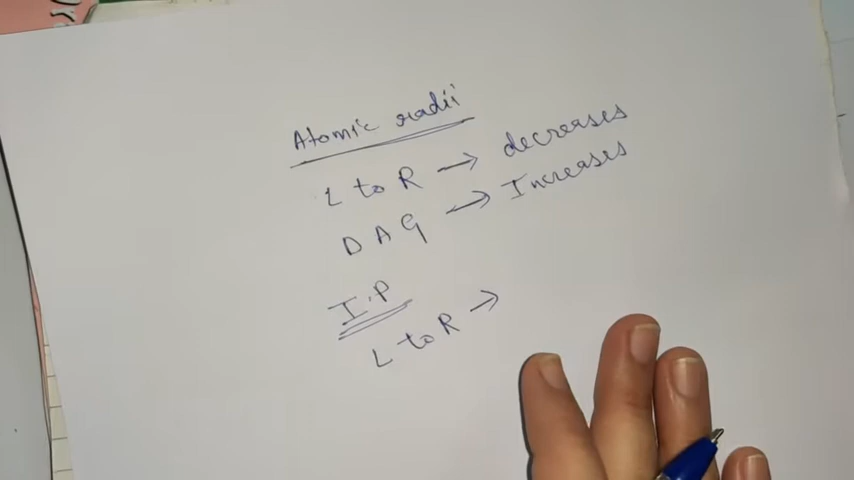 Atomic radii
L to R → decreases
D A G → Increases
I.P
L to R →